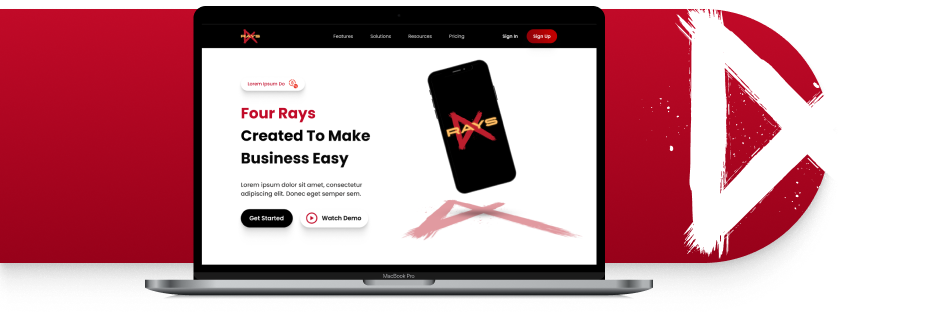 RAYS
Features Solutions Resources Pricing Sign In Sign Up
Lorem Ipsum Do
Four Rays
Created To Make
Business Easy
Lorem ipsum dolor sit amet, consectetur
adipiscing elit. Donec eget semper sem.
Get Started Watch Demo
RAYS
MacBook Pro